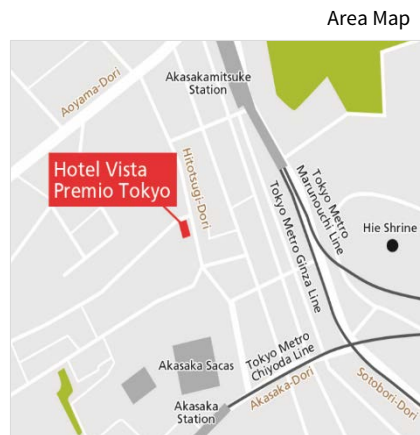 Area Map
Akasakamitsuke
Station
Aoyama-Dori
Hotel Vista
Premio Tokyo
Hitotsugi-Dori
Tokyo Metro
Marunouchi Line
Tokyo Metro Ginza Line
Hie Shrine
Akasaka Sacas
Tokyo Metro
Chiyoda Line
Akasaka-Dori
Sotobori-Dori
Akasaka
Station